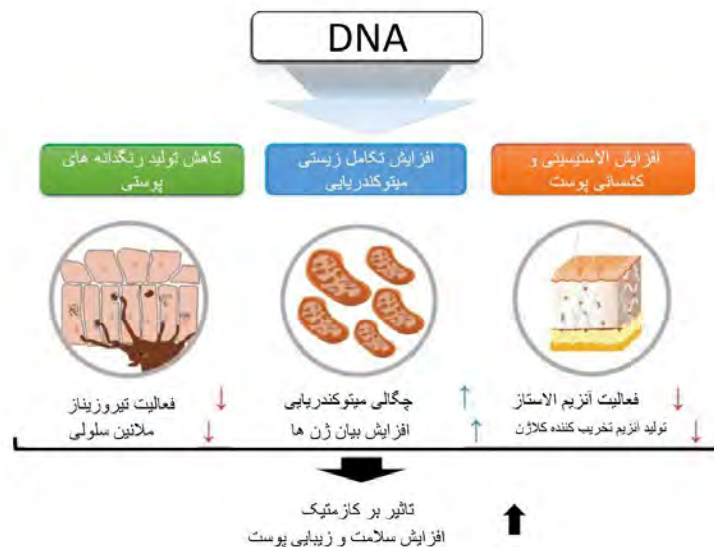 DNA
افزایش الاستیسیتی و
کشسانی پوست
افزایش تکامل زیستی
میتوکندریایی
کاهش تولید رنگدانه های
پوستی
فعالیت آنزیم الاستاز ↓
تولید آنزیم تخریب کننده کلاژن ↓
چگالی میتوکندریایی ↑
افزایش بیان ژن ها ↑
فعالیت تیروزیناز ↓
ملانین سلولی ↓
تاثیر بر کازمتیک
افزایش سلامت و زیبایی پوست